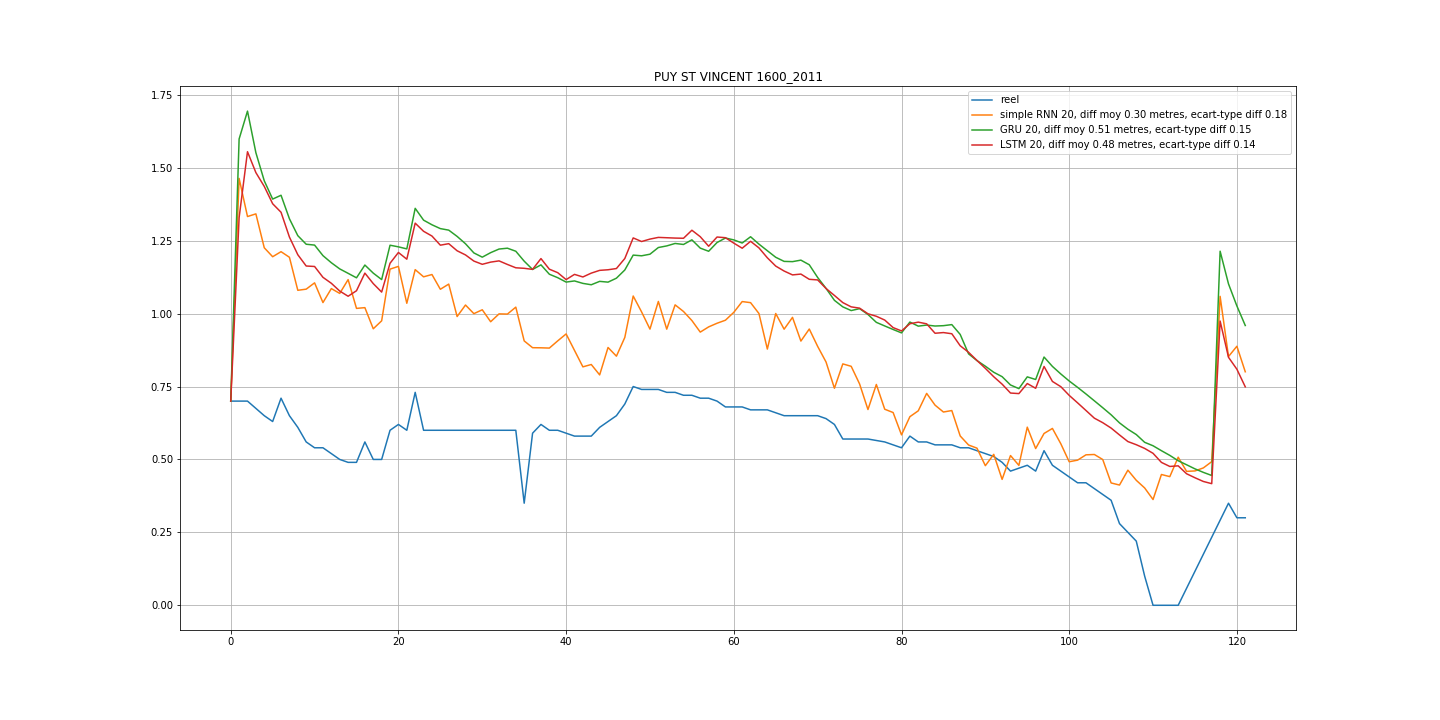 PUY ST VINCENT 1600_2011
1.75
1.50
1.25
1.00
0.75
0.50
0.25
0.00
reel
simple RNN 20, diff moy 0.30 metres, ecart-type diff 0.18
GRU 20, diff moy 0.51 metres, ecart-type diff 0.15
LSTM 20, diff moy 0.48 metres, ecart-type diff 0.14
0 20 40 60 80 100 120